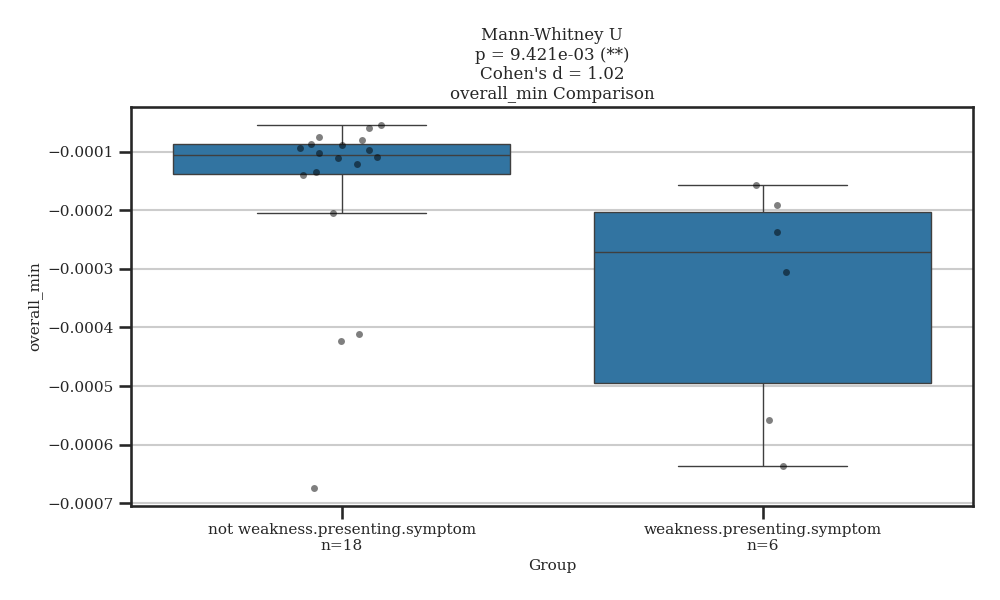 Mann-Whitney U
p = 9.421e-03 (**)
Cohen's d = 1.02
overall_min Comparison
overall_min
−0.0001
−0.0002
−0.0003
−0.0004
−0.0005
−0.0006
−0.0007
not weakness.presenting.symptom
n=18
weakness.presenting.symptom
n=6
Group